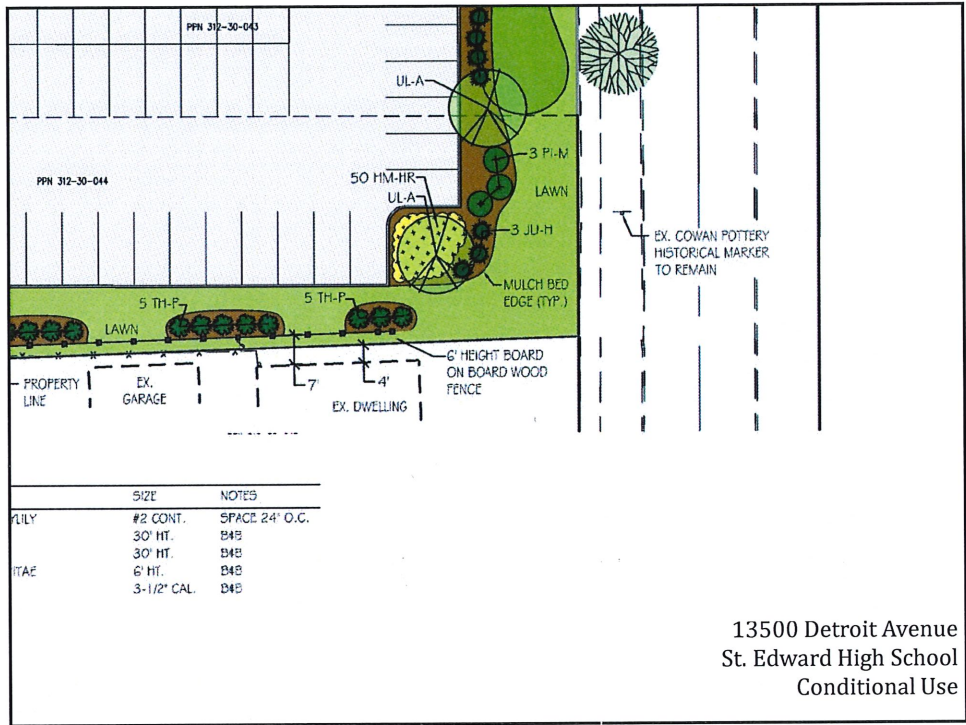 PPN 312-30-043
UL-A
3 PI-M
PPN 312-30-044
50 HM-HR
UL-A
LAWN
3 JU-H
EX. COWAN POTTERY
HISTORICAL MARKER
TO REMAIN
MULCH BED
EDGE (TYP.)
5 TH-P
5 TH-P
LAWN
6' HEIGHT BOARD
ON BOARD WOOD
FENCE
PROPERTY
LINE
EX.
GARAGE
7'
4'
EX. DWELLING
SIZE NOTES
YLILY #2 CONT. SPACE 24" O.C.
30" HT. B&B
30" HT. B&B
ITAE 6' HT. B&B
3-1/2" CAL. B&B
13500 Detroit Avenue
St. Edward High School
Conditional Use